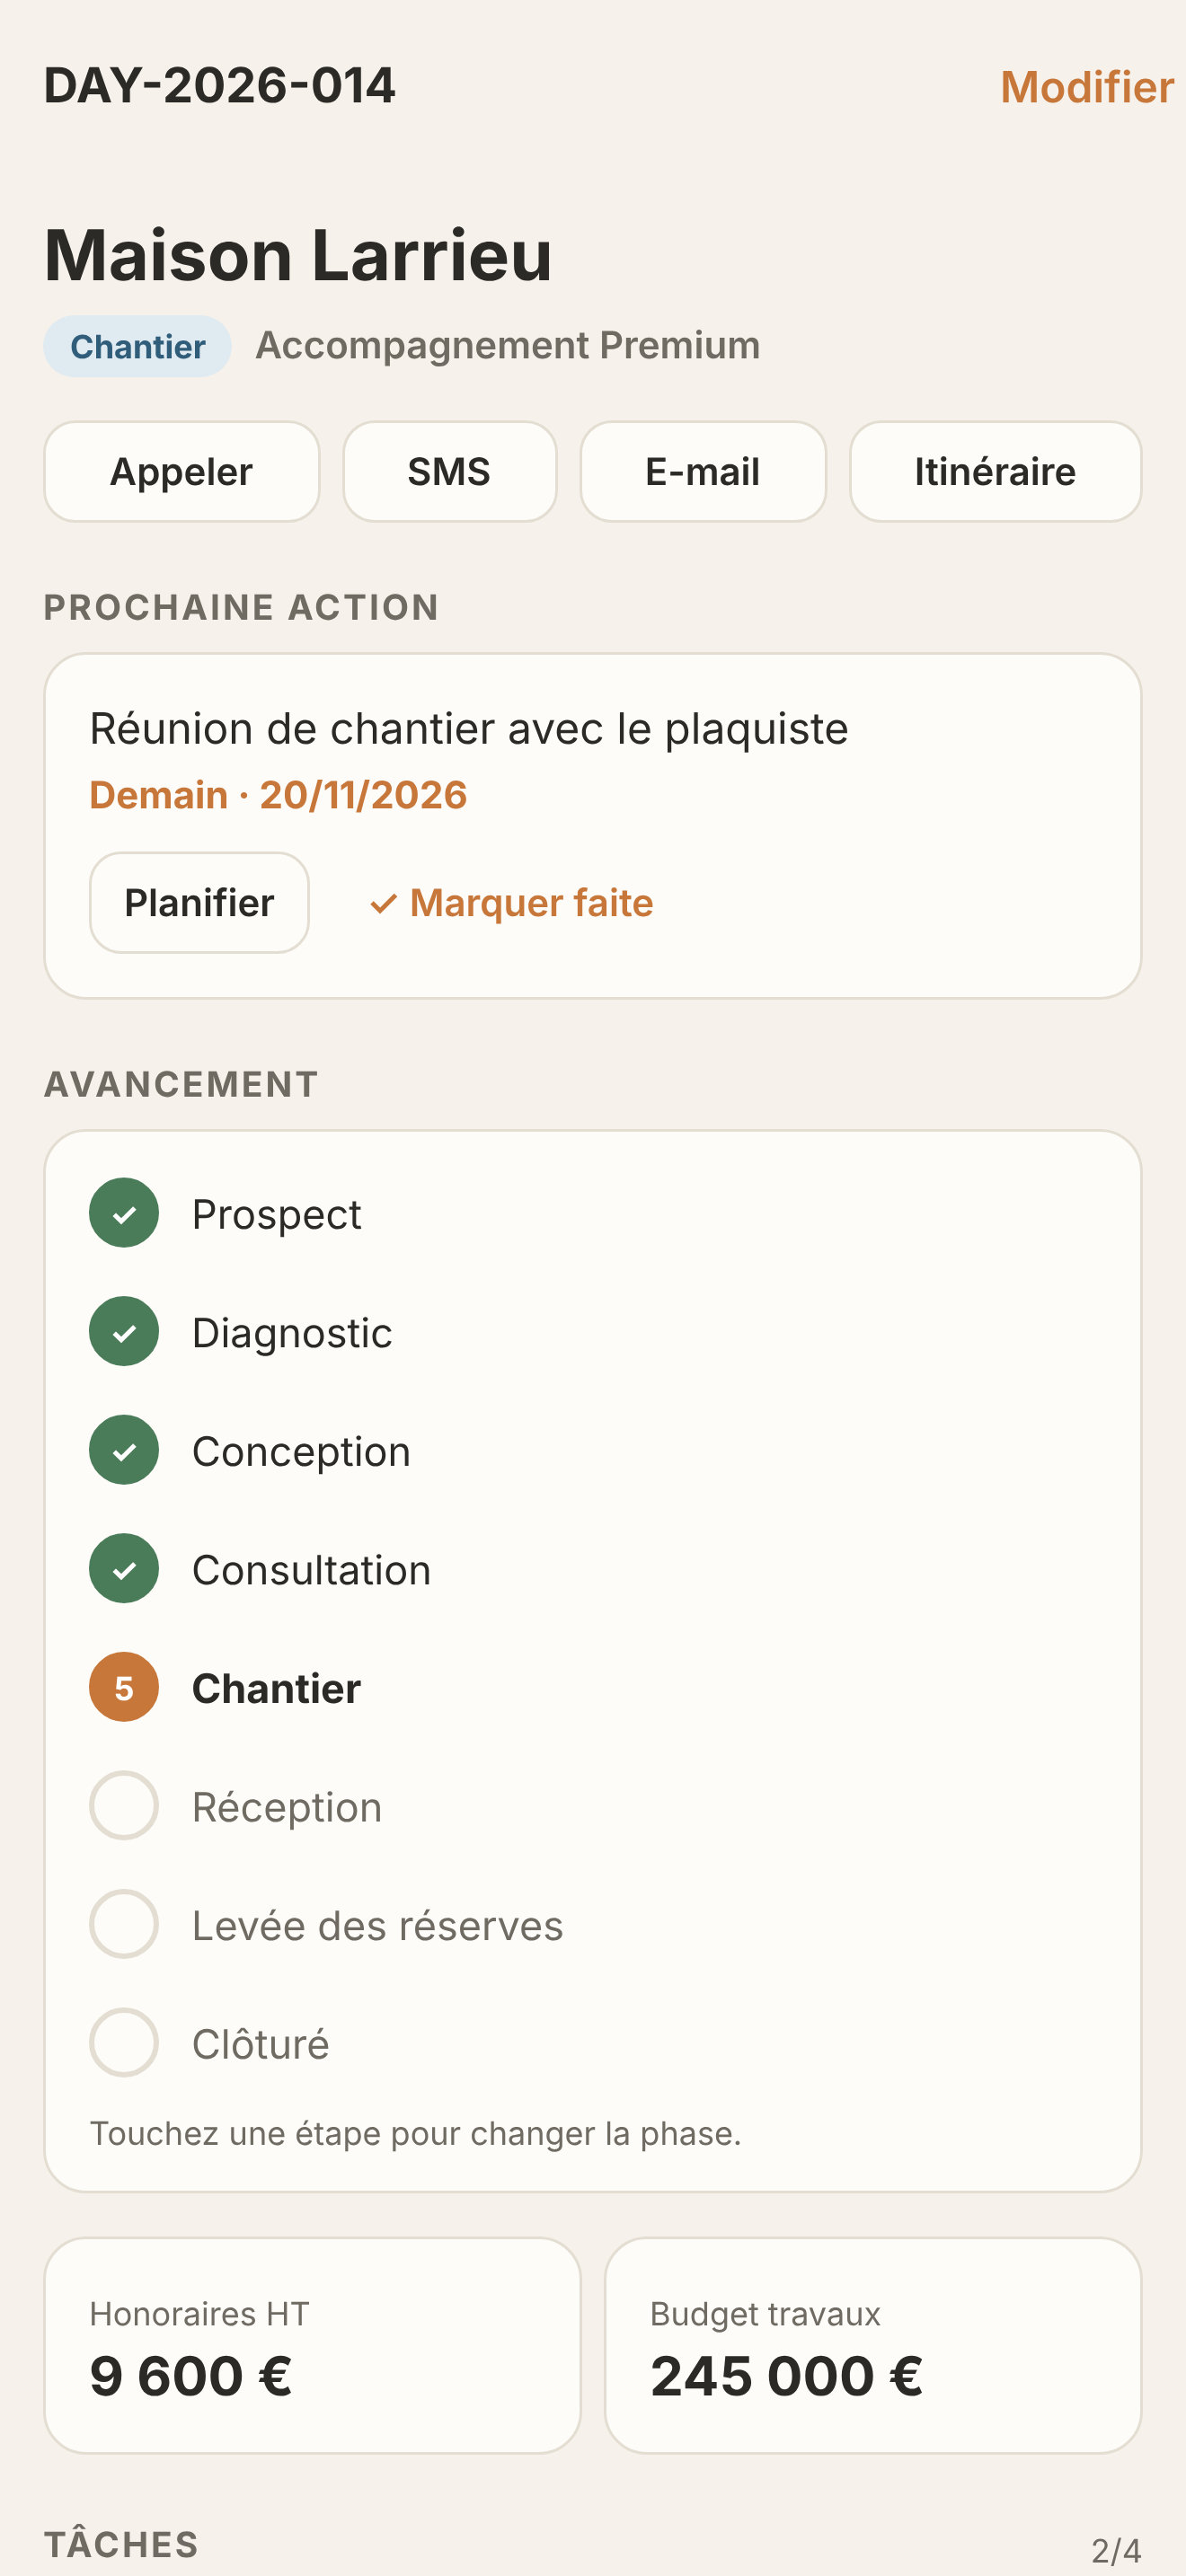 DAY-2026-014
Modifier
Maison Larrieu
Chantier Accompagnement Premium
Appeler SMS E-mail Itinéraire
PROCHAINE ACTION
Réunion de chantier avec le plaquiste
Demain · 20/11/2026
Planifier ✓ Marquer faite
AVANCEMENT
✓ Prospect
✓ Diagnostic
✓ Conception
✓ Consultation
5 Chantier
Réception
Levée des réserves
Clôturé
Touchez une étape pour changer la phase.
Honoraires HT
9 600 €
Budget travaux
245 000 €
TÂCHES
2/4